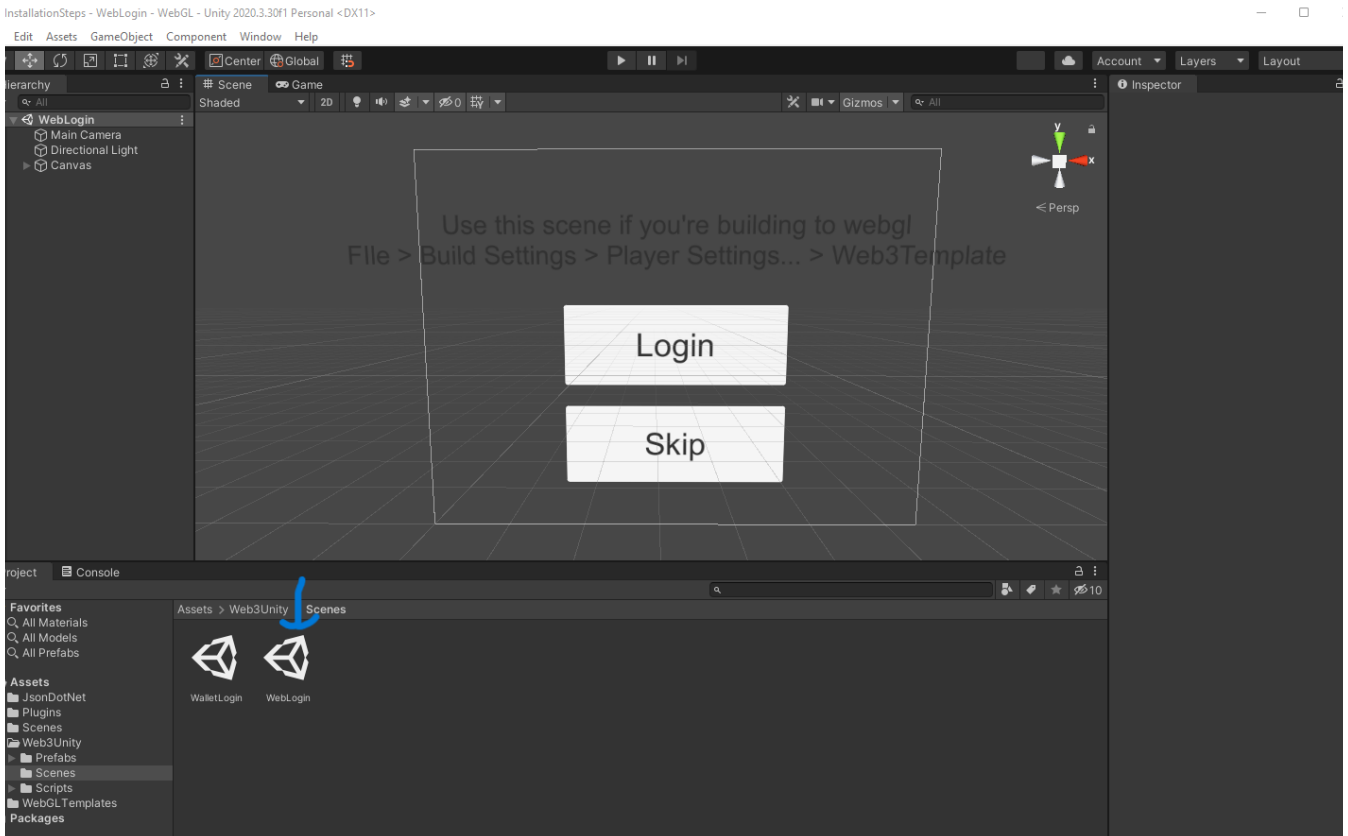 InstallationSteps - WebLogin - WebGL - Unity 2020.3.30f1 Personal <DX11>
Edit Assets GameObject Component Window Help
Center Global Account Layers Layout
Scene Game Inspector
All
Shaded 2D 0 Gizmos All
WebLogin
Main Camera
Directional Light
Canvas
y
x
Persp
Use this scene if you're building to webgl
FIle > Build Settings > Player Settings... > Web3Template
Login
Skip
Console
10
Favorites
Assets > Web3Unity Scenes
All Materials
All Models
All Prefabs
WalletLogin WebLogin
Assets
JsonDotNet
Plugins
Scenes
Web3Unity
Prefabs
Scenes
Scripts
WebGLTemplates
Packages